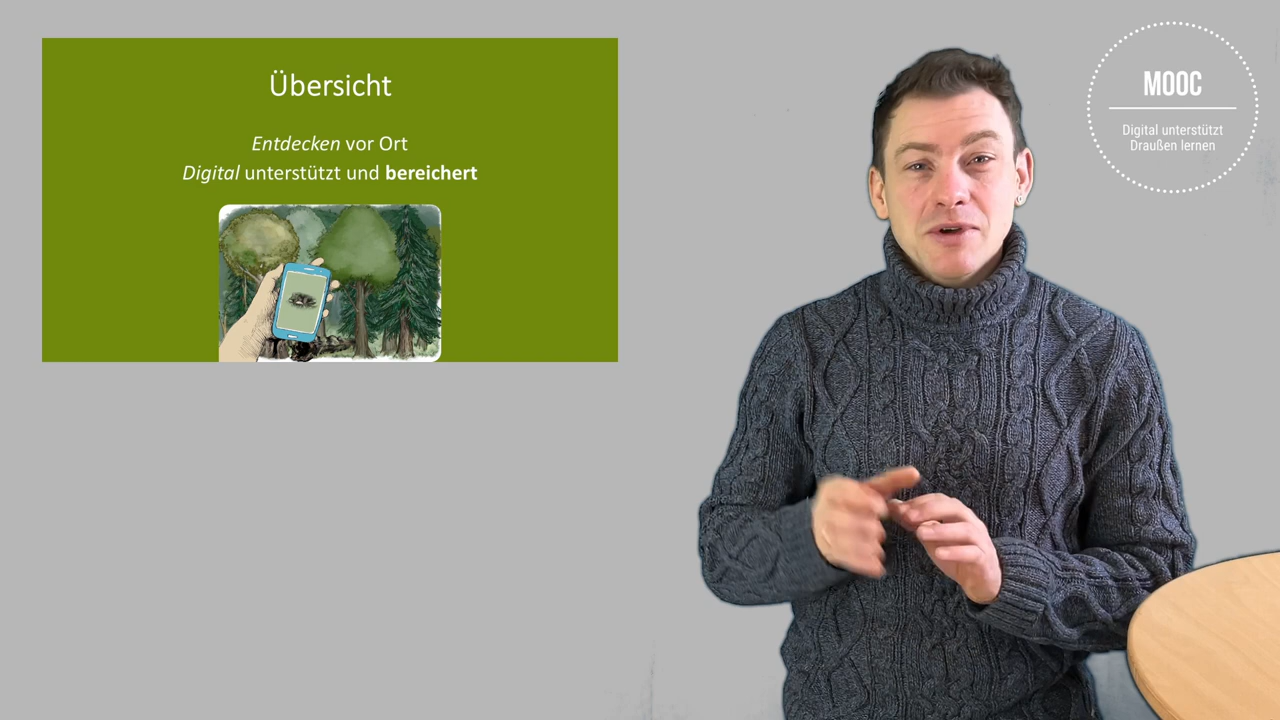 Übersicht
Entdecken vor Ort
Digital unterstützt und bereichert
MOOC
Digital unterstützt
Draußen lernen